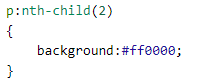 p:nth-child(2)
{
    background:#ff0000;
}